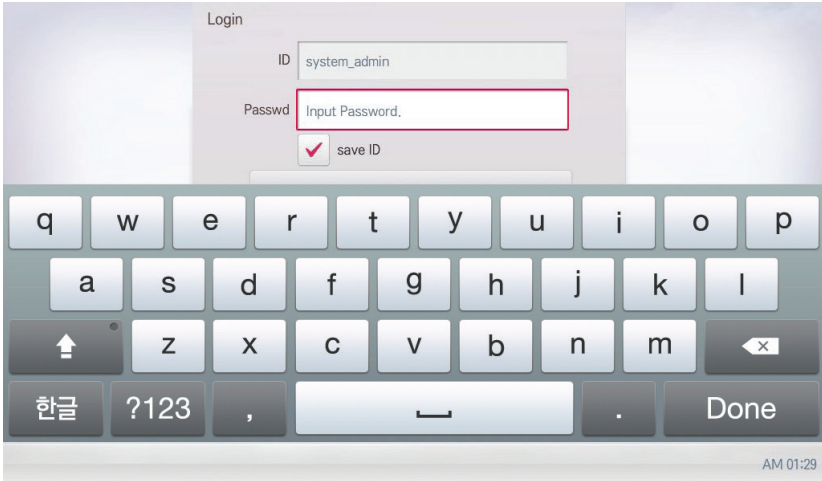 Login
ID system_admin
Passwd Input Password.
save ID
q w e r t y u i o p
a s d f g h j k l
z x c v b n m
한글 ?123 , . Done
AM 01:29